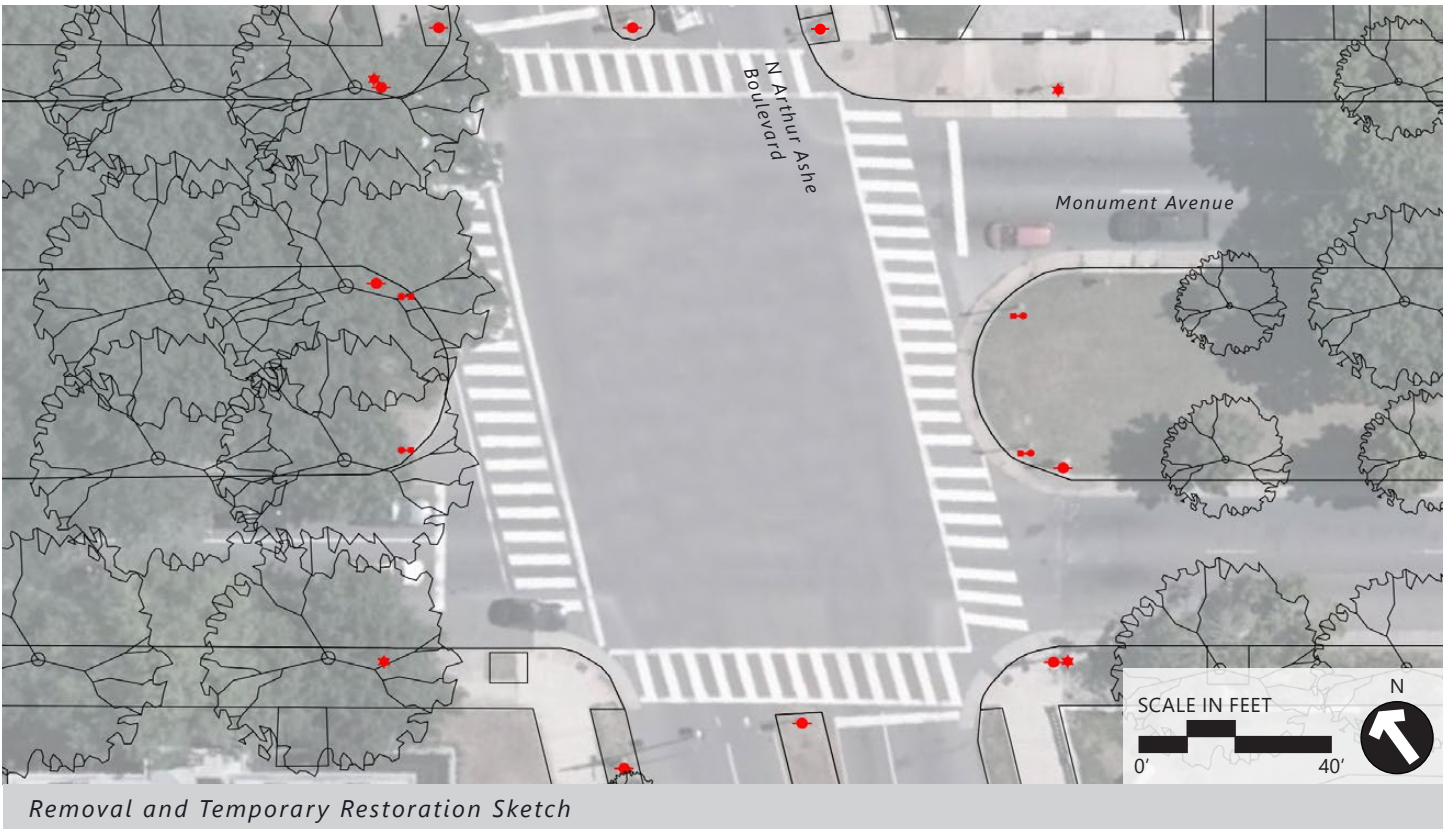 N Arthur Ashe
Boulevard
Monument Avenue
SCALE IN FEET
N
0' 40'
Removal and Temporary Restoration Sketch